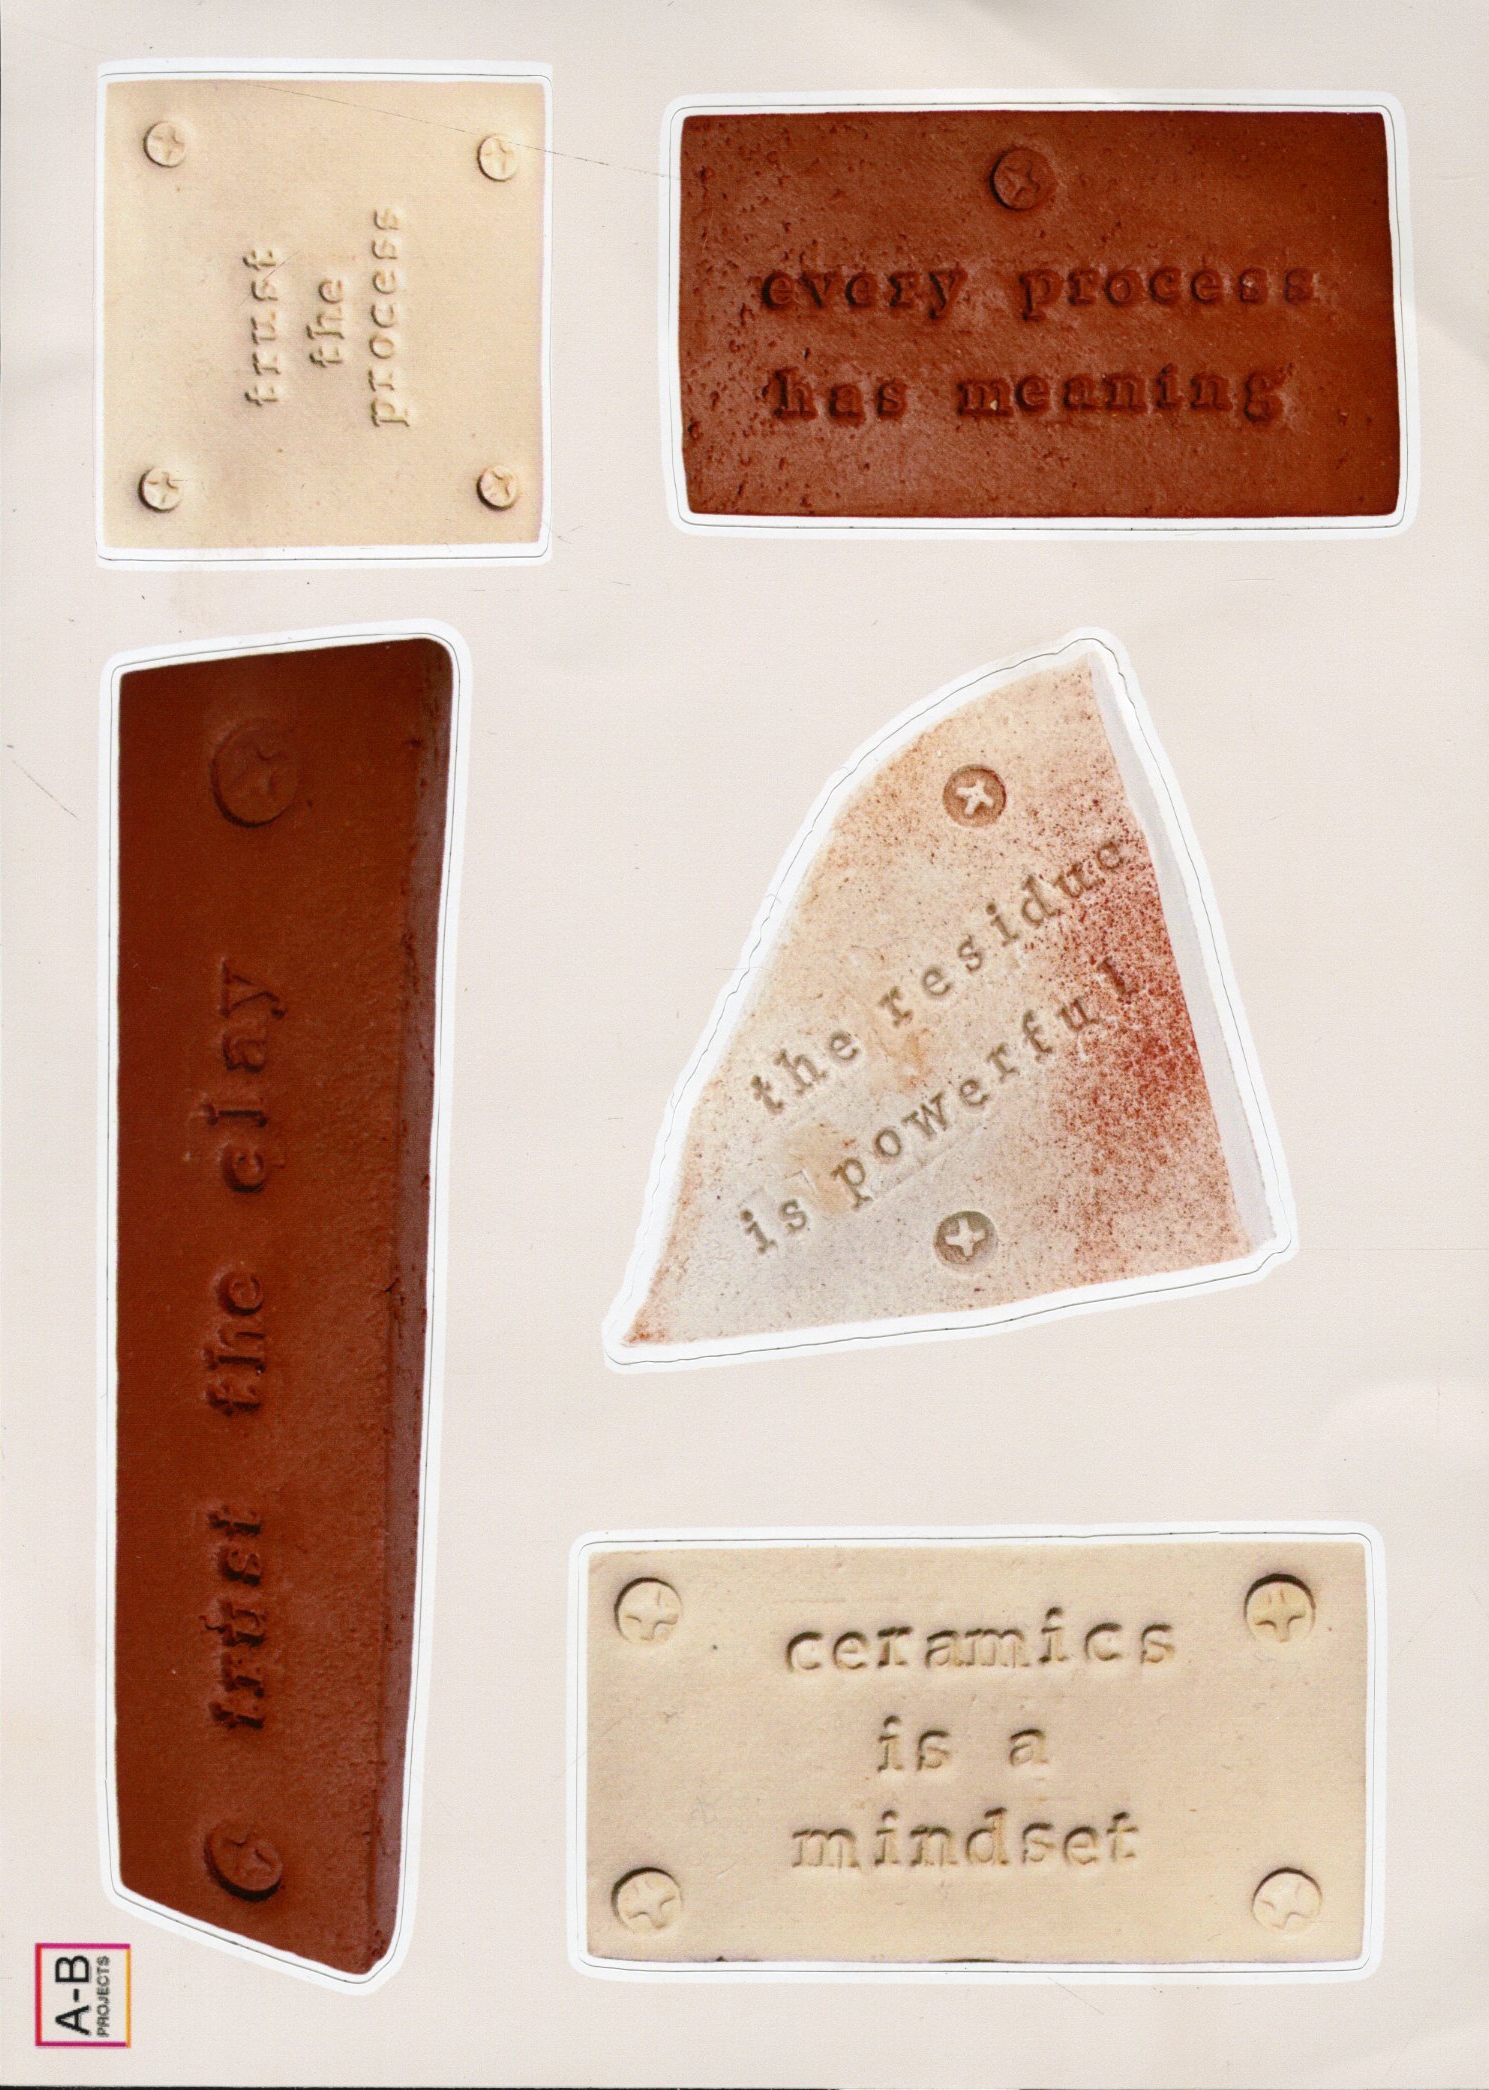 trust
the
process
every process
has meaning
trust the clay
the residue
is powerful
ceramics
is a
mindset
A-B
PROJECTS